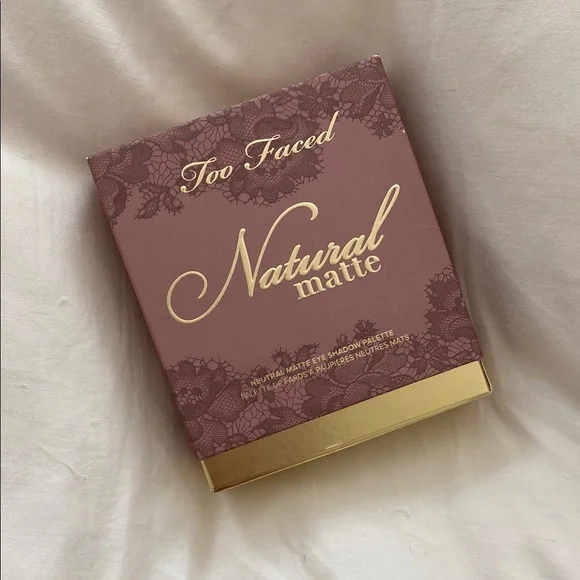 Too Faced
Natural
matte
NEUTRAL MATTE EYE SHADOW PALETTE
PALETTE DE FARDS À PAUPIÈRES NEUTRES MATS